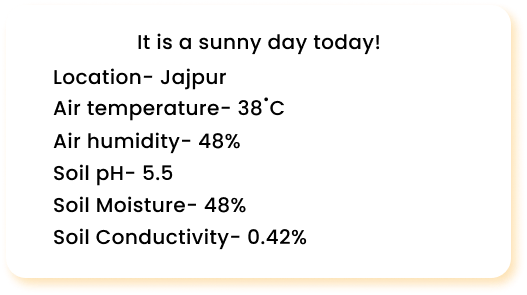 It is a sunny day today!
Location- Jajpur
Air temperature- 38°C
Air humidity- 48%
Soil pH- 5.5
Soil Moisture- 48%
Soil Conductivity- 0.42%